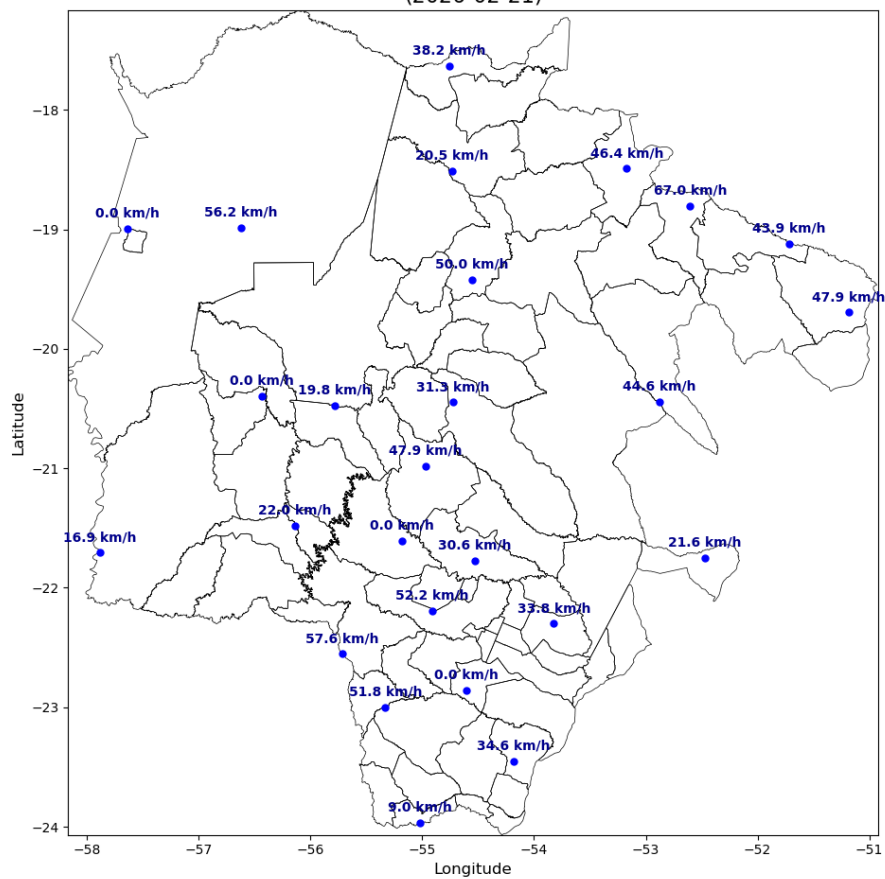 (2026-02-21)
38.2 km/h
20.5 km/h
46.4 km/h
67.0 km/h
0.0 km/h
56.2 km/h
43.9 km/h
50.0 km/h
47.9 km/h
0.0 km/h
19.8 km/h
31.3 km/h
44.6 km/h
47.9 km/h
22.0 km/h
0.0 km/h
16.9 km/h
30.6 km/h
21.6 km/h
52.2 km/h
33.8 km/h
57.6 km/h
0.0 km/h
51.8 km/h
34.6 km/h
9.0 km/h
−18
−19
−20
−21
−22
−23
−24
Latitude
−58 −57 −56 −55 −54 −53 −52 −51
Longitude